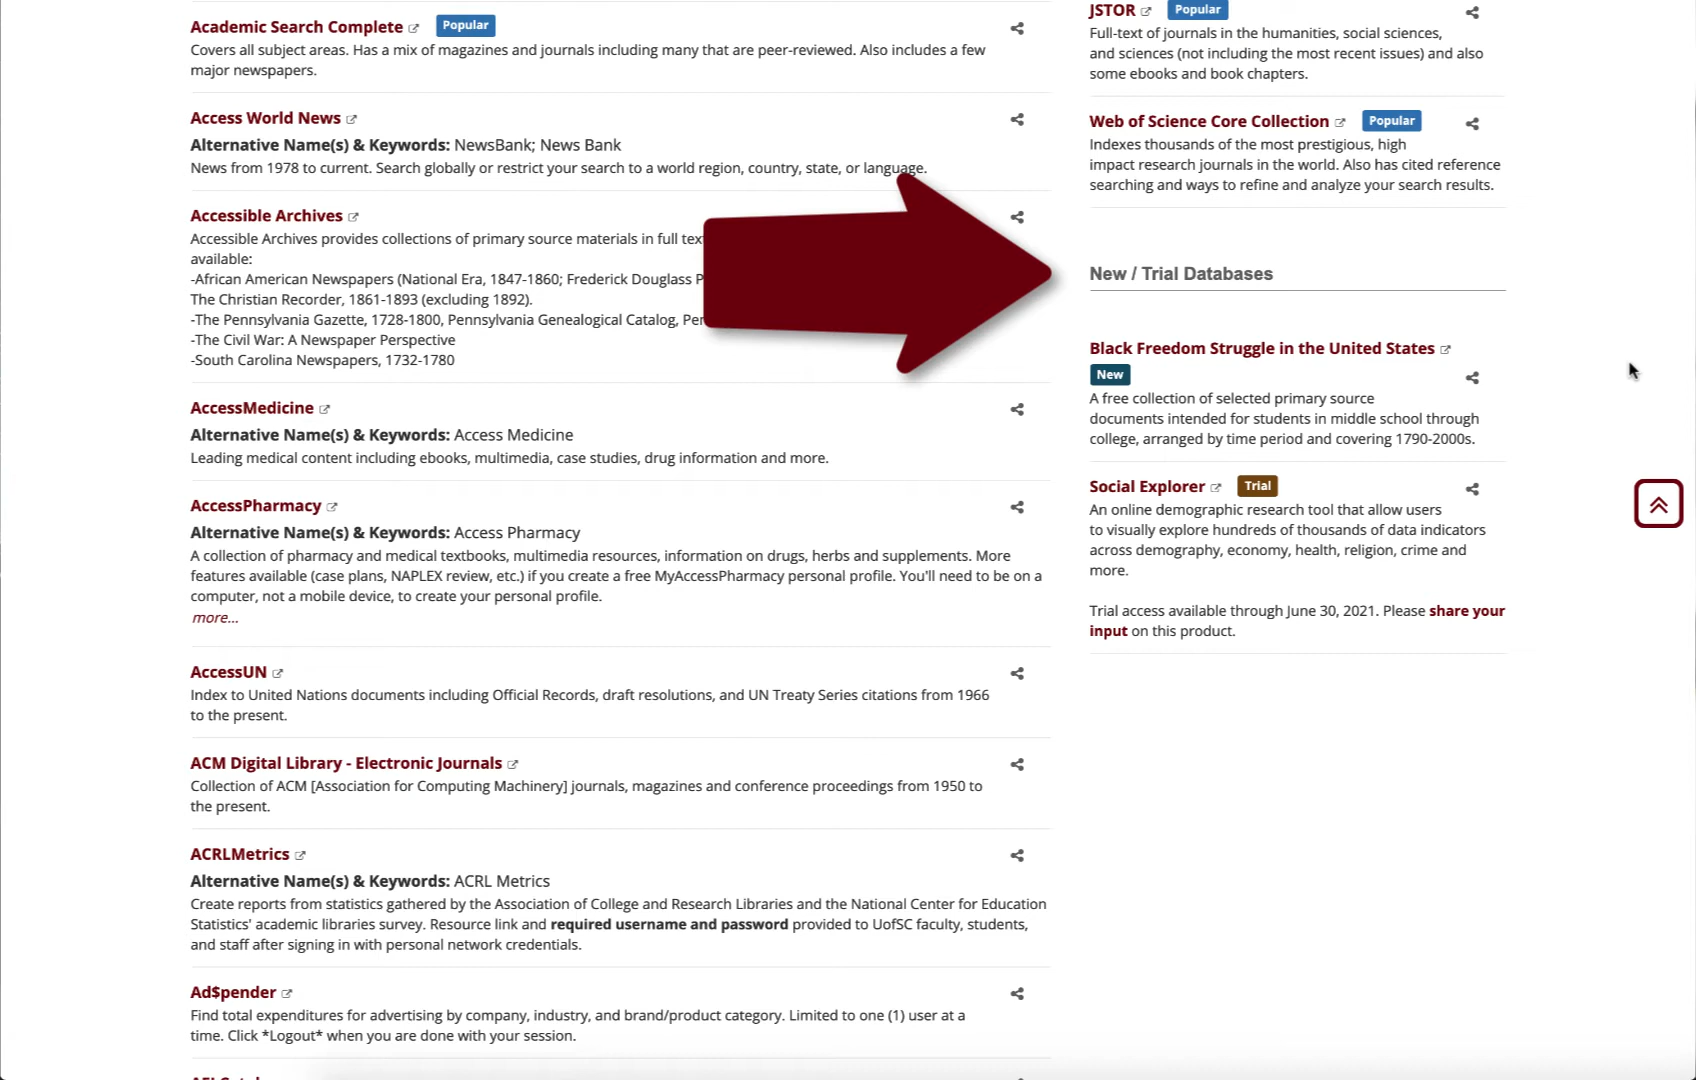 Academic Search Complete Popular
Covers all subject areas. Has a mix of magazines and journals including many that are peer-reviewed. Also includes a few
major newspapers.
Access World News
Alternative Name(s) & Keywords: NewsBank; News Bank
News from 1978 to current. Search globally or restrict your search to a world region, country, state, or language.
Accessible Archives
Accessible Archives provides collections of primary source materials in full
available:
-African American Newspapers (National Era, 1847-1860; Frederick Douglass
The Christian Recorder, 1861-1893 (excluding 1892).
-The Pennsylvania Gazette, 1728-1800, Pennsylvania Genealogical Catalog,
-The Civil War: A Newspaper Perspective
-South Carolina Newspapers, 1732-1780
AccessMedicine
Alternative Name(s) & Keywords: Access Medicine
Leading medical content including ebooks, multimedia, case studies, drug information and more.
AccessPharmacy
Alternative Name(s) & Keywords: Access Pharmacy
A collection of pharmacy and medical textbooks, multimedia resources, information on drugs, herbs and supplements. More
features available (case plans, NAPLEX review, etc.) if you create a free MyAccessPharmacy personal profile. You'll need to be on a
computer, not a mobile device, to create your personal profile.
more...
AccessUN
Index to United Nations documents including Official Records, draft resolutions, and UN Treaty Series citations from 1966
to the present.
ACM Digital Library - Electronic Journals
Collection of ACM [Association for Computing Machinery] journals, magazines and conference proceedings from 1950 to
the present.
ACRLMetrics
Alternative Name(s) & Keywords: ACRL Metrics
Create reports from statistics gathered by the Association of College and Research Libraries and the National Center for Education
Statistics' academic libraries survey. Resource link and required username and password provided to UofSC faculty, students,
and staff after signing in with personal network credentials.
Ad$pender
Find total expenditures for advertising by company, industry, and brand/product category. Limited to one (1) user at a
time. Click *Logout* when you are done with your session.
JSTOR Popular
Full-text of journals in the humanities, social sciences,
and sciences (not including the most recent issues) and also
some ebooks and book chapters.
Web of Science Core Collection Popular
Indexes thousands of the most prestigious, high
impact research journals in the world. Also has cited reference
searching and ways to refine and analyze your search results.
New / Trial Databases
Black Freedom Struggle in the United States
New
A free collection of selected primary source
documents intended for students in middle school through
college, arranged by time period and covering 1790-2000s.
Social Explorer Trial
An online demographic research tool that allow users
to visually explore hundreds of thousands of data indicators
across demography, economy, health, religion, crime and
more.
Trial access available through June 30, 2021. Please share your
input on this product.